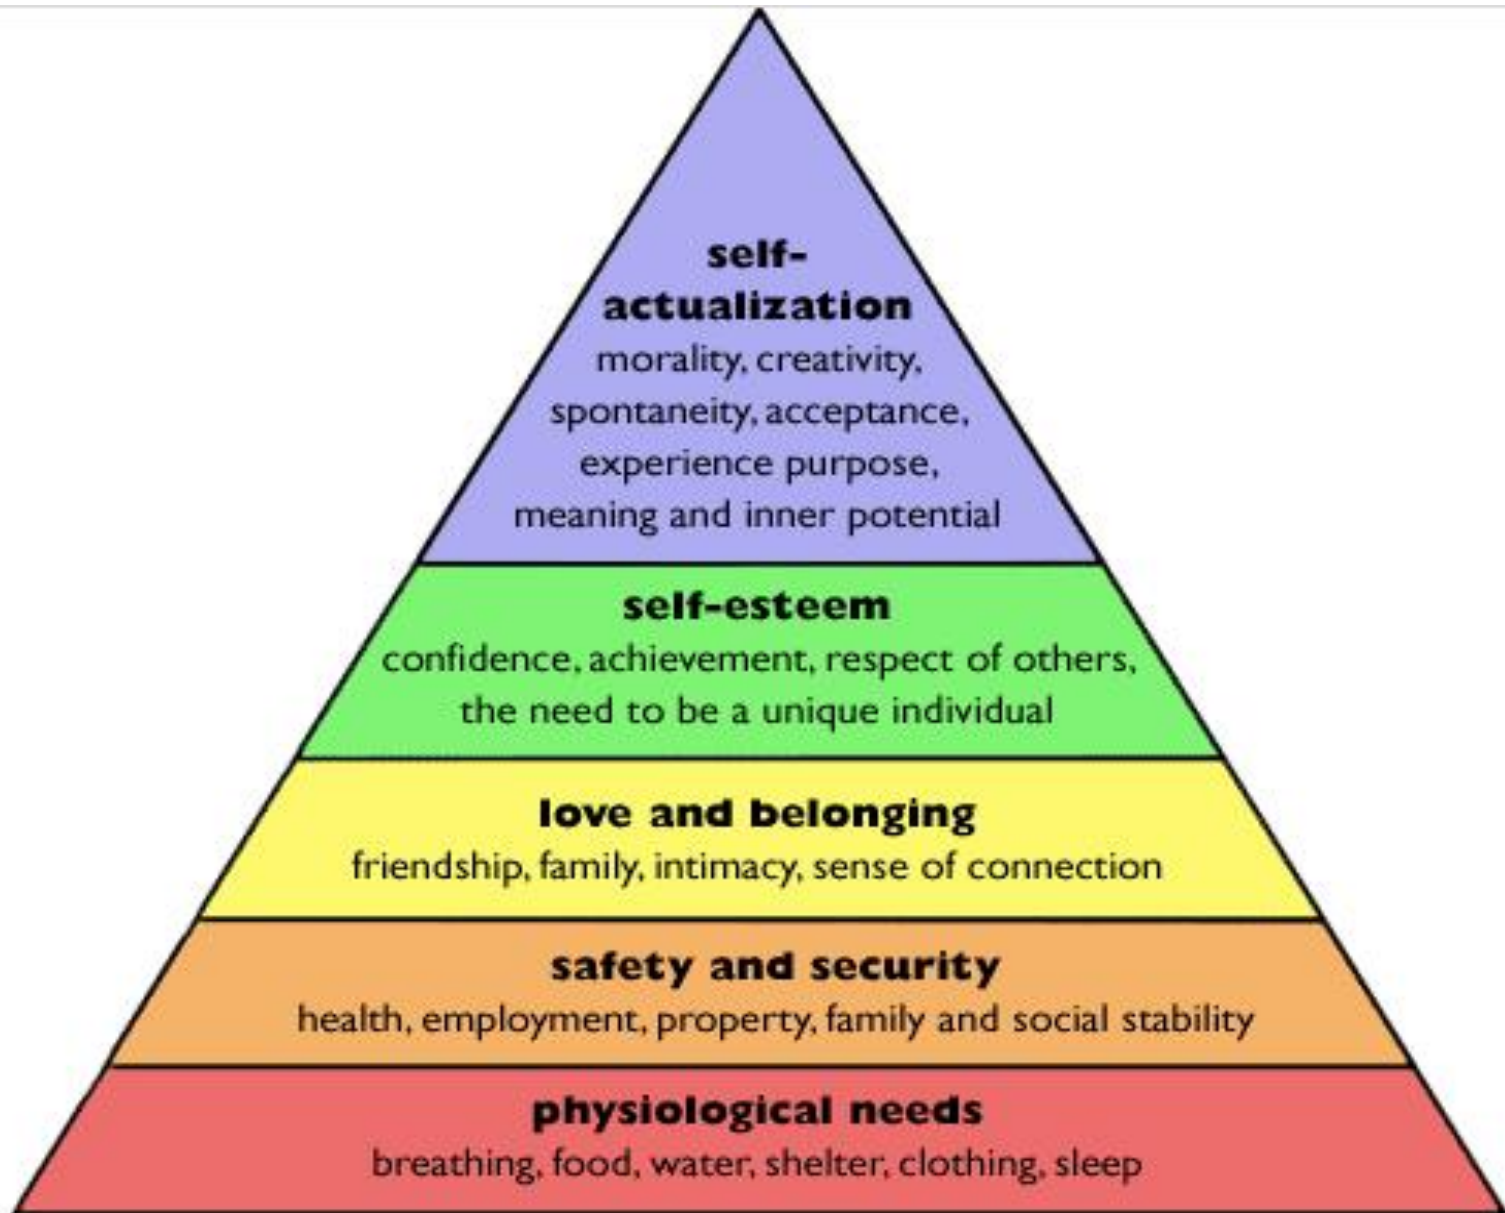 self-
actualization
morality, creativity,
spontaneity, acceptance,
experience purpose,
meaning and inner potential
self-esteem
confidence, achievement, respect of others,
the need to be a unique individual
love and belonging
friendship, family, intimacy, sense of connection
safety and security
health, employment, property, family and social stability
physiological needs
breathing, food, water, shelter, clothing, sleep